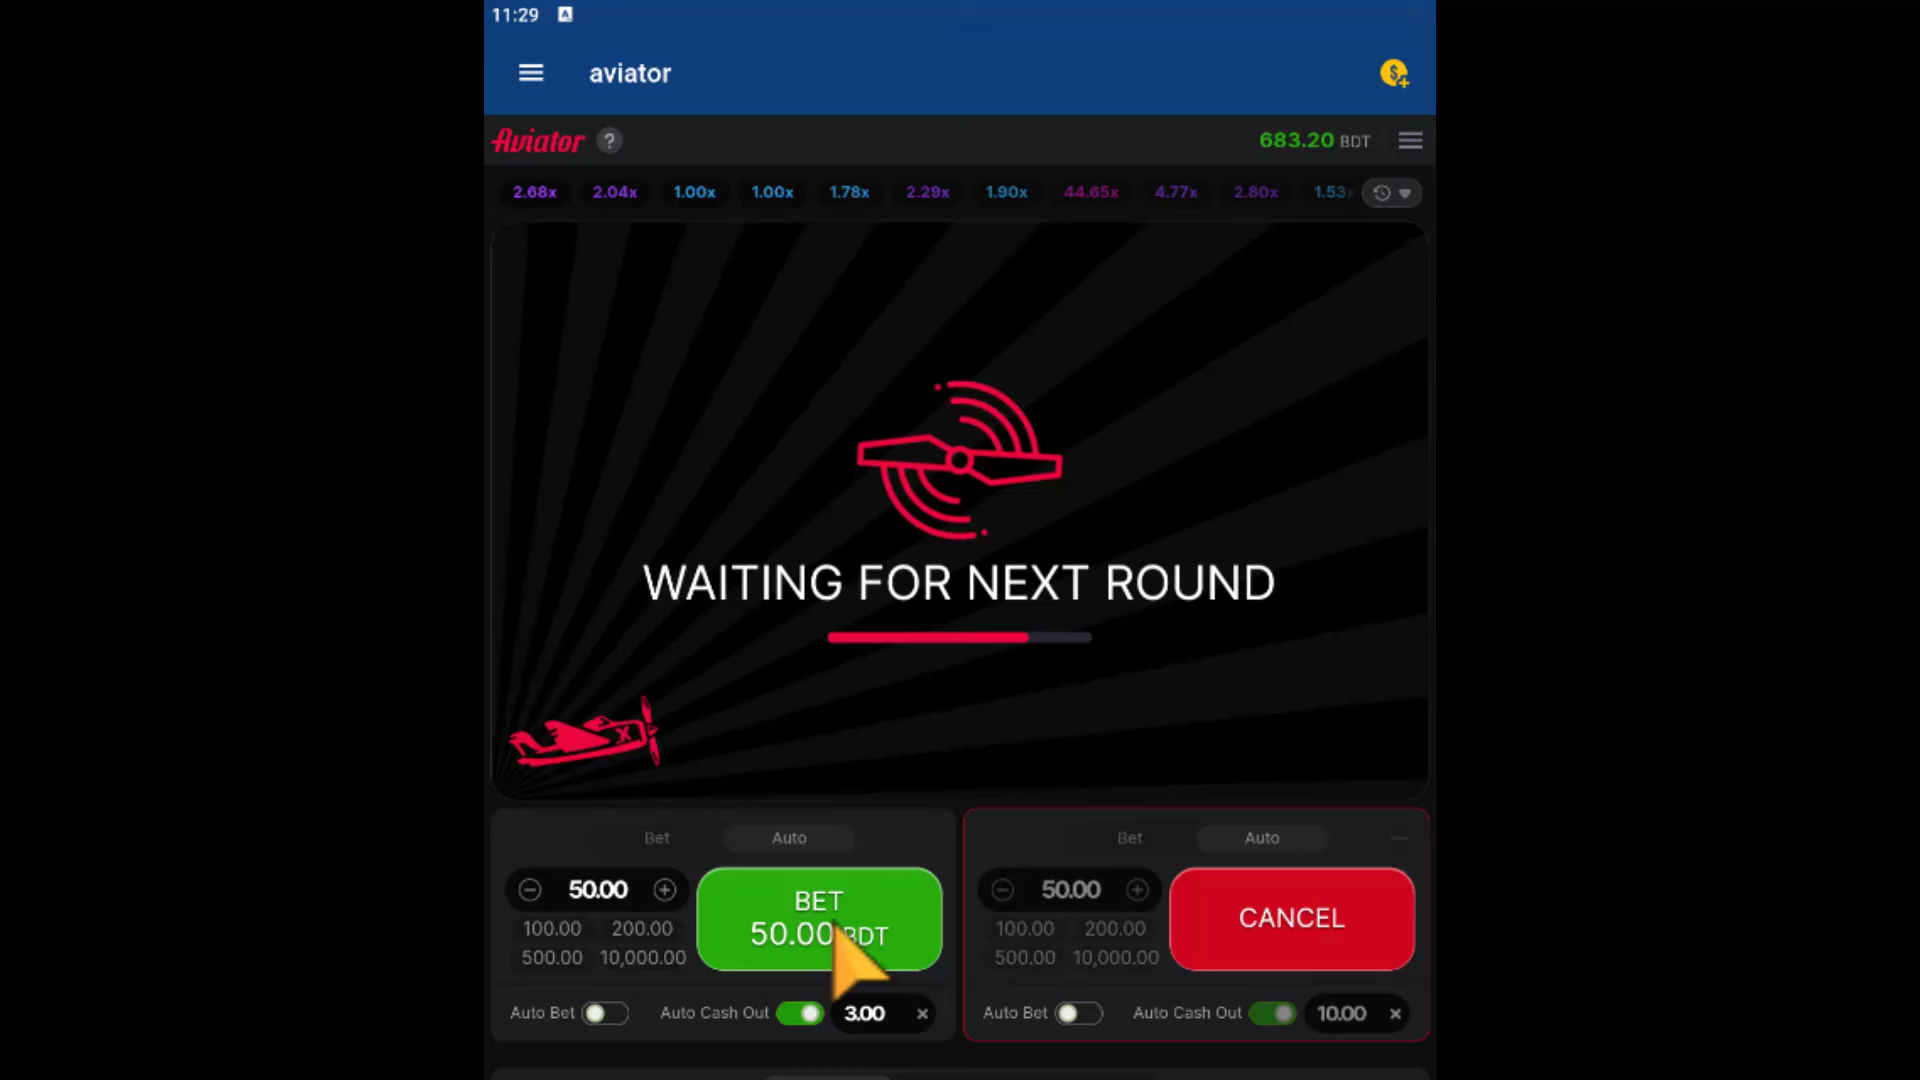 11:29 A
aviator
Aviator ? 683.20 BDT
2.68x 2.04x 1.00x 1.00x 1.78x 2.29x 1.90x 44.65x 4.77x 2.80x 1.53x
WAITING FOR NEXT ROUND
X
Bet Auto
50.00
100.00 200.00
500.00 10,000.00
BET
50.00 BDT
Auto Bet Auto Cash Out 3.00 ×
Bet Auto
50.00
100.00 200.00
500.00 10,000.00
CANCEL
Auto Bet Auto Cash Out 10.00 ×